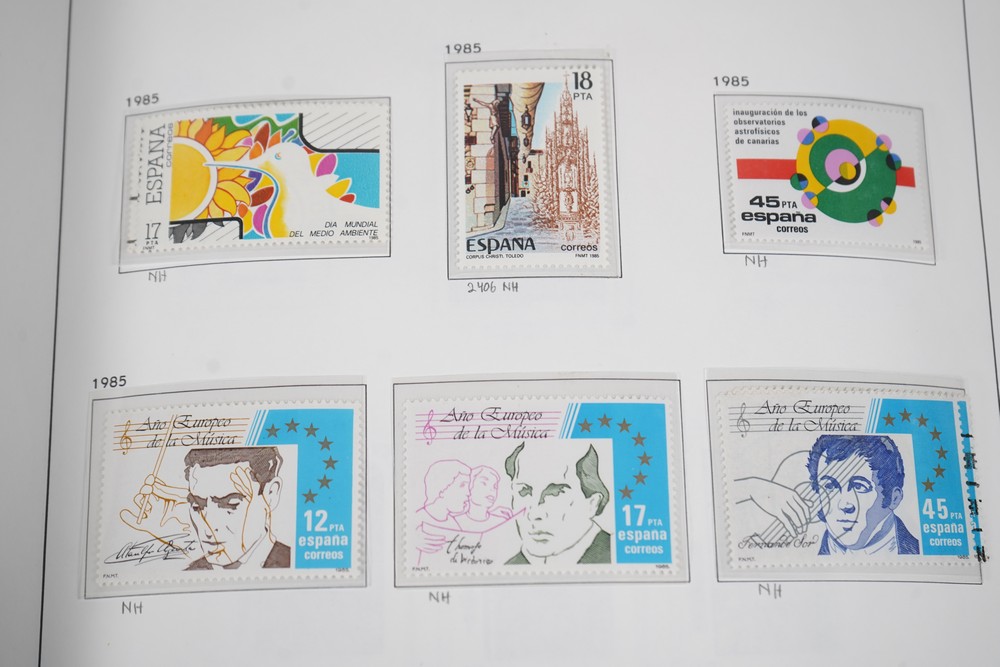 1985
ESPAÑA
correos
17
PTA
DIA MUNDIAL
DEL MEDIO AMBIENTE
FNMT
1985
NH
1985
18
PTA
ESPAÑA
correos
CORPUS CHRISTI. TOLEDO
FNMT 1985
2406 NH
1985
inauguración de los
observatorios
astrofísicos
de canarias
45 PTA
españa
correos
FNMT
1985
NH
1985
Año Europeo
de la Música
12 PTA
españa
correos
F.N.M.T.
1985
NH
Año Europeo
de la Música
17 PTA
españa
correos
F.N.M.T.
1985
NH
Año Europeo
de la Música
Fernando Sor
45 PTA
españa
correos
F.N.M.T.
1985
NH